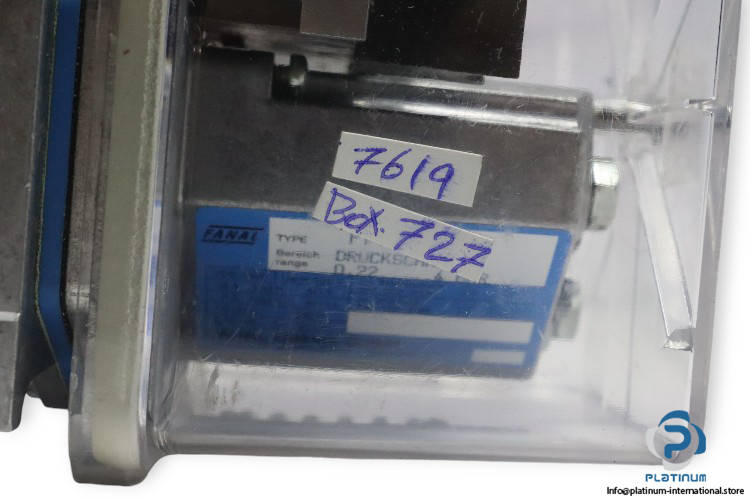 7619
Box. 727
FANAL
TYPE
Bereich DRUCKSCH
range 0.22
PLATINUM
Info@platinum-international.store